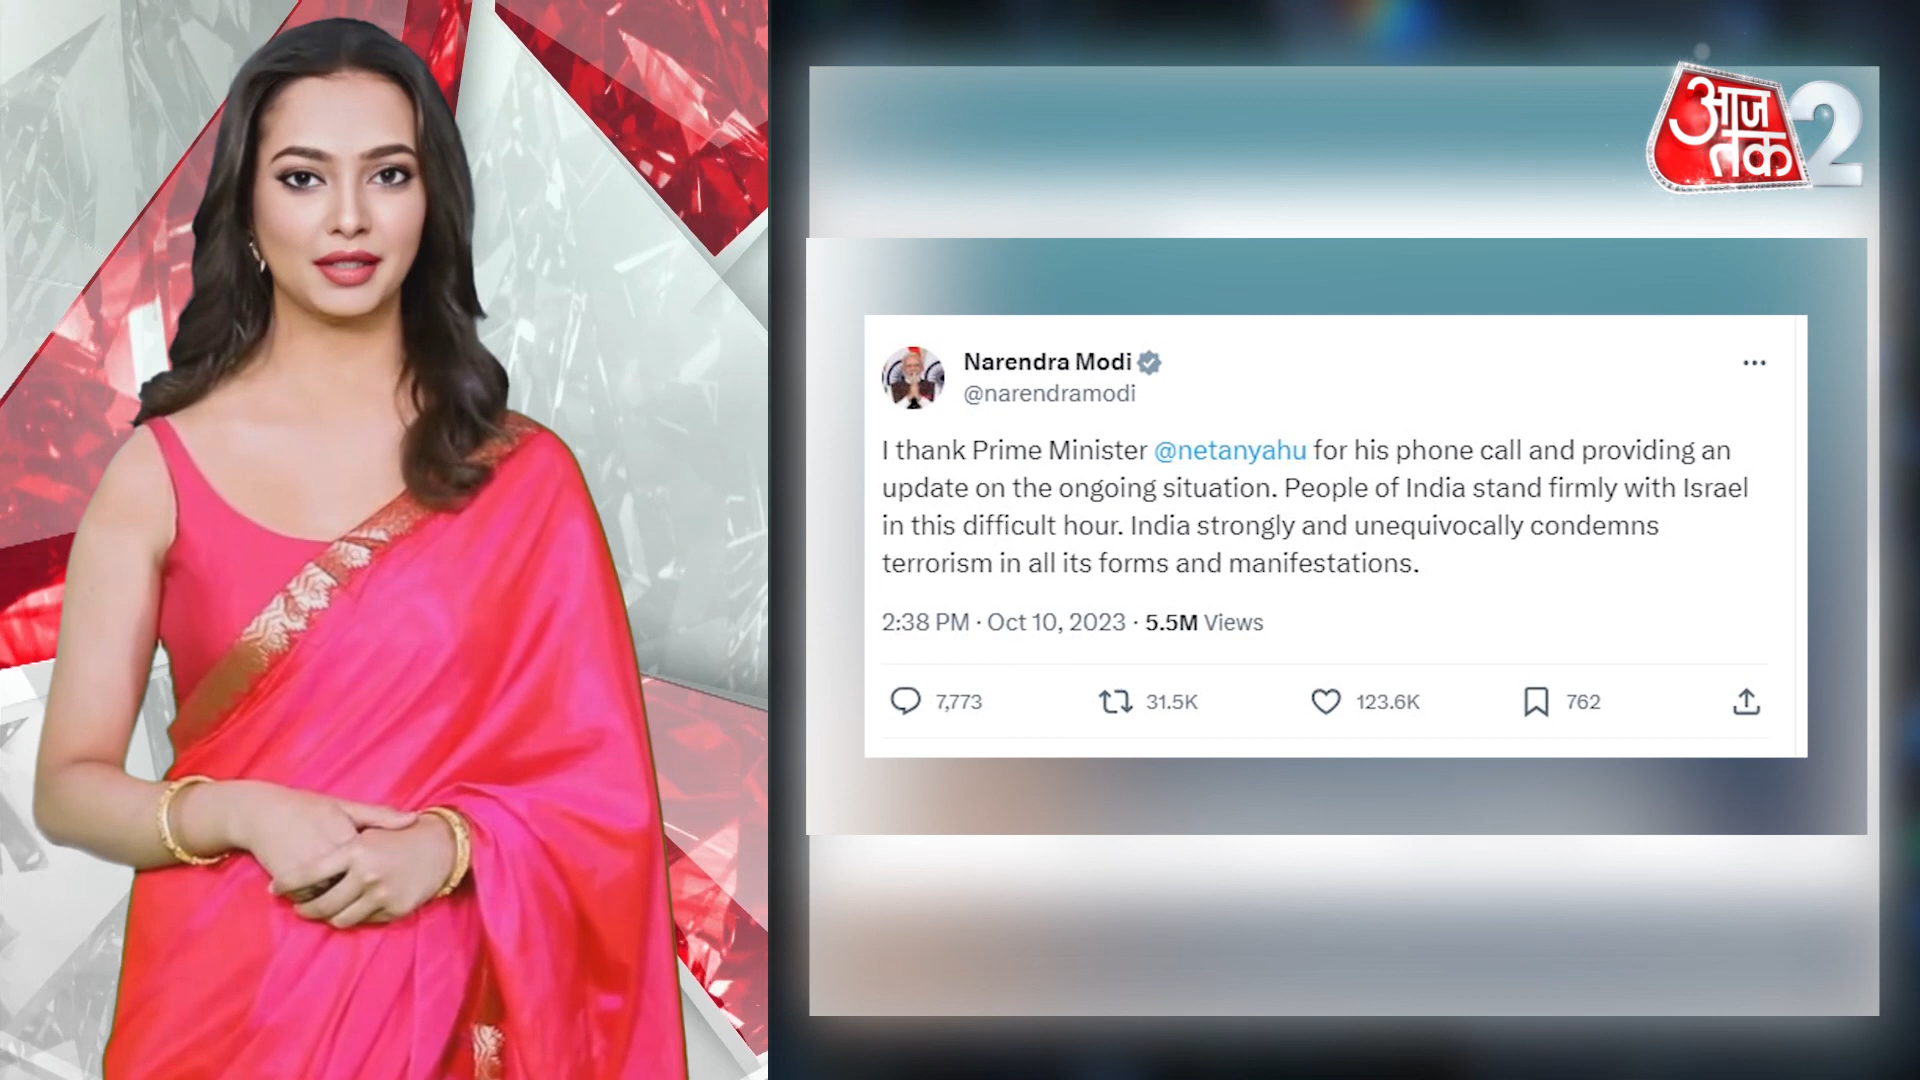 आज
तक 2
Narendra Modi
@narendramodi
I thank Prime Minister @netanyahu for his phone call and providing an
update on the ongoing situation. People of India stand firmly with Israel
in this difficult hour. India strongly and unequivocally condemns
terrorism in all its forms and manifestations.
2:38 PM · Oct 10, 2023 · 5.5M Views
7,773 31.5K 123.6K 762